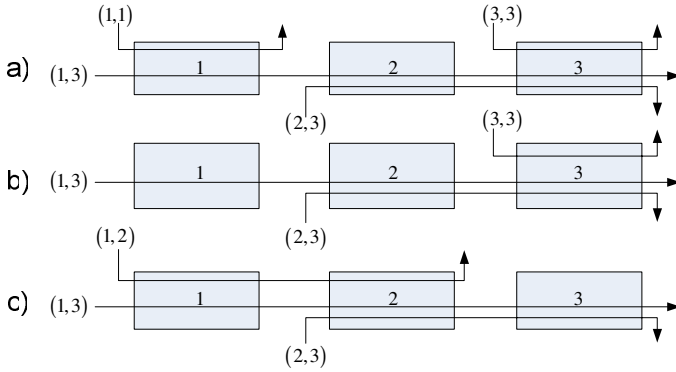 (1,1) (3,3)
a) (1,3) 1 2 3
(2,3)
(3,3)
b) (1,3) 1 2 3
(2,3)
(1,2)
c) (1,3) 1 2 3
(2,3)